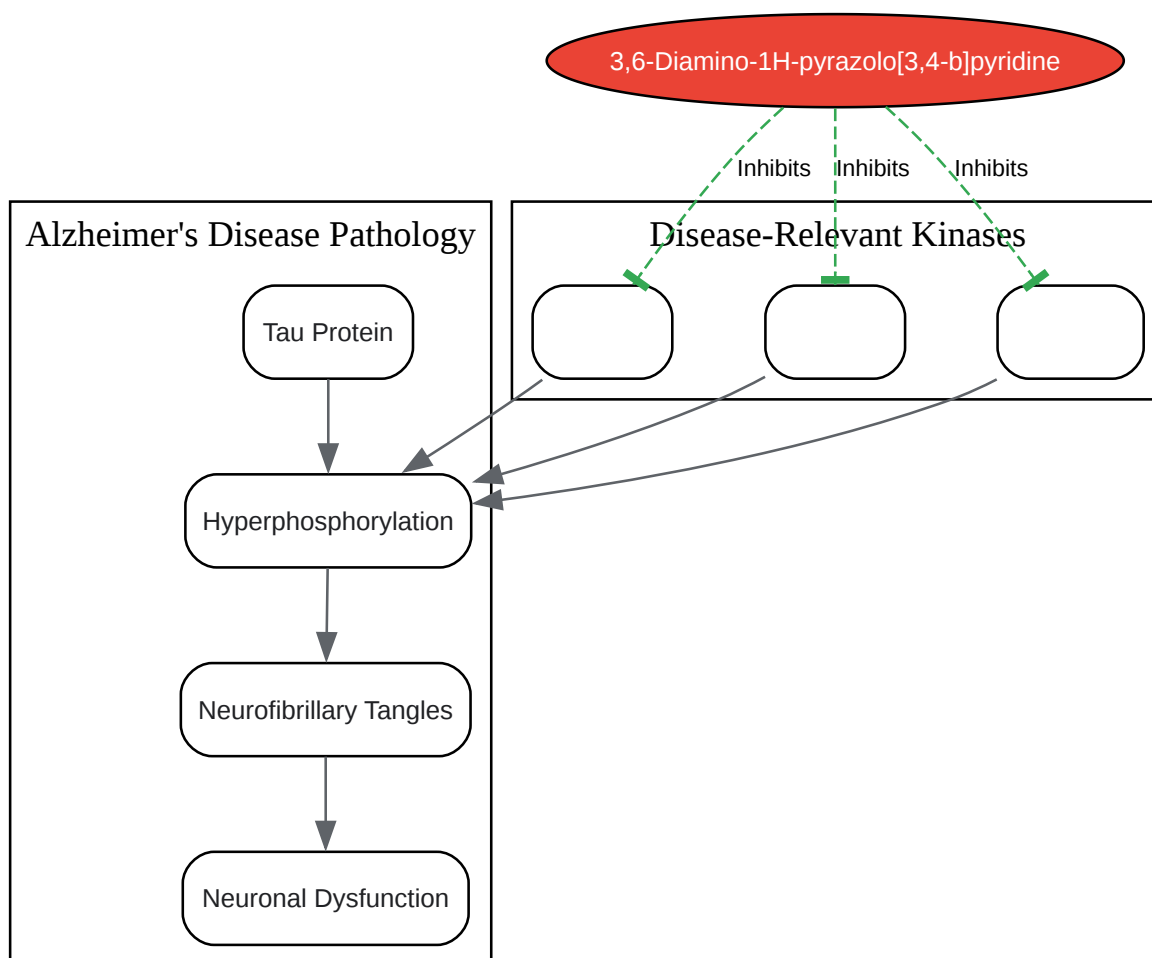 3,6-Diamino-1H-pyrazolo[3,4-b]pyridine
Inhibits
Inhibits
Inhibits
Alzheimer's Disease Pathology
Disease-Relevant Kinases
Tau Protein
Hyperphosphorylation
Neurofibrillary Tangles
Neuronal Dysfunction